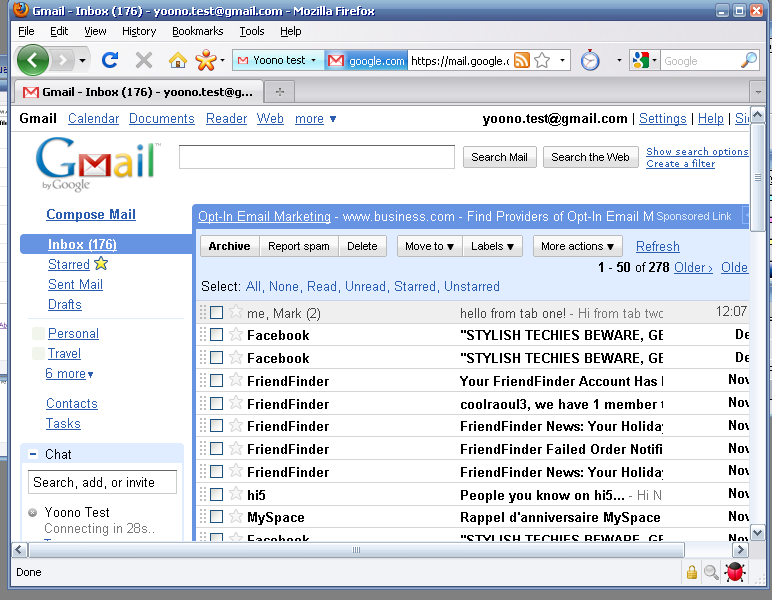 Gmail - Inbox (176) - yoono.test@gmail.com - Mozilla Firefox
File Edit View History Bookmarks Tools Help
Yoono test google.com https://mail.google.c Google
Gmail - Inbox (176) - yoono.test@g...
Gmail Calendar Documents Reader Web more ▼ yoono.test@gmail.com | Settings | Help | Si
Gmail™ by Google Search Mail Search the Web Show search options
Create a filter
Compose Mail
Opt-In Email Marketing - www.business.com - Find Providers of Opt-In Email M Sponsored Link
Inbox (176)
Archive Report spam Delete Move to ▼ Labels ▼ More actions ▼ Refresh
Starred
1 - 50 of 278 Older › Olde
Sent Mail
Select: All, None, Read, Unread, Starred, Unstarred
Drafts
me, Mark (2) hello from tab one! - Hi from tab two 12:07
Personal
Facebook "STYLISH TECHIES BEWARE, GE De
Travel
Facebook "STYLISH TECHIES BEWARE, GE De
6 more ▾
FriendFinder Your FriendFinder Account Has Nov
Contacts
FriendFinder coolraoul3, we have 1 member t Nov
Tasks
FriendFinder FriendFinder News: Your Holiday Nov
FriendFinder FriendFinder Failed Order Notifi Nov
− Chat
FriendFinder FriendFinder News: Your Holiday Nov
Search, add, or invite
hi5 People you know on hi5... - Hi N Nov
Yoono Test
MySpace Rappel d'anniversaire MySpace Nov
Connecting in 28s..
Facebook "STYLISH TECHIES BEWARE, GE Nov
Done